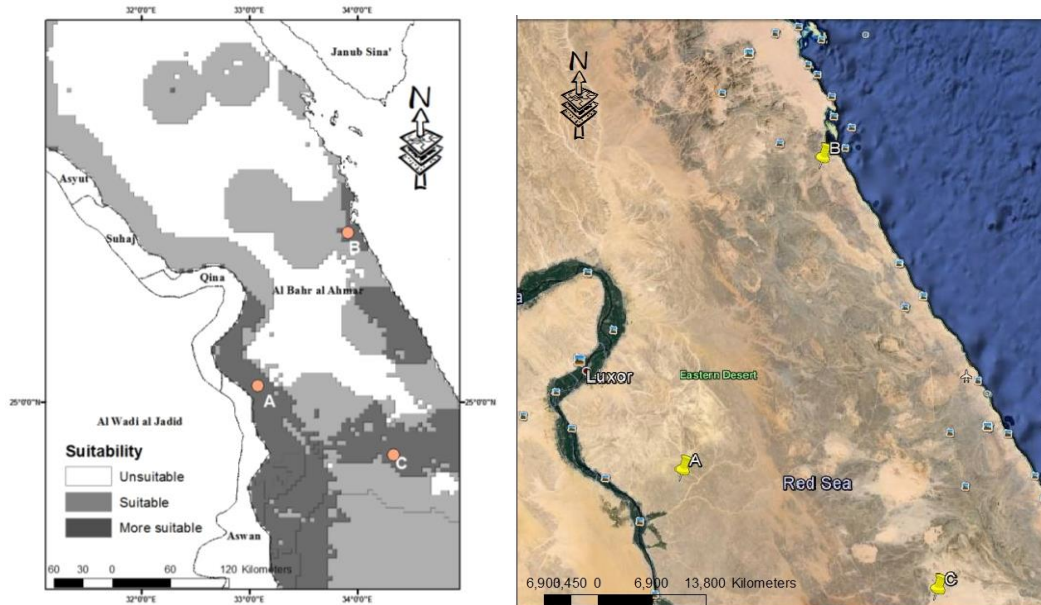 32°0'0"E
33°0'0"E
34°0'0"E
Janub Sina'
N
Asyut
Suhaj
Qina
B
Al Bahr al Ahmar
A
25°0'0"N
25°0'0"N
Al Wadi al Jadid
C
Suitability
Unsuitable
Suitable
More suitable
Aswan
60 30 0 60 120 Kilometers
32°0'0"E
33°0'0"E
34°0'0"E
N
B
a
Luxor
Eastern Desert
A
Red Sea
C
6,900 3,450 0 6,900 13,800 Kilometers